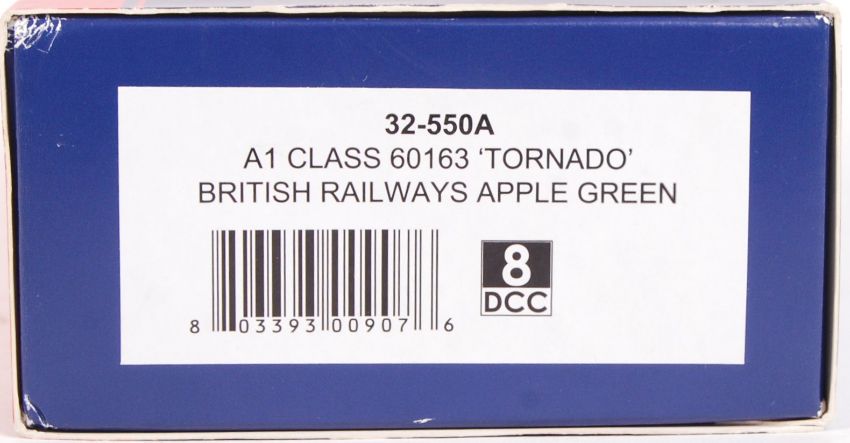 32-550A
A1 CLASS 60163 ‘TORNADO’
BRITISH RAILWAYS APPLE GREEN
8
DCC
8 03393 00907 6